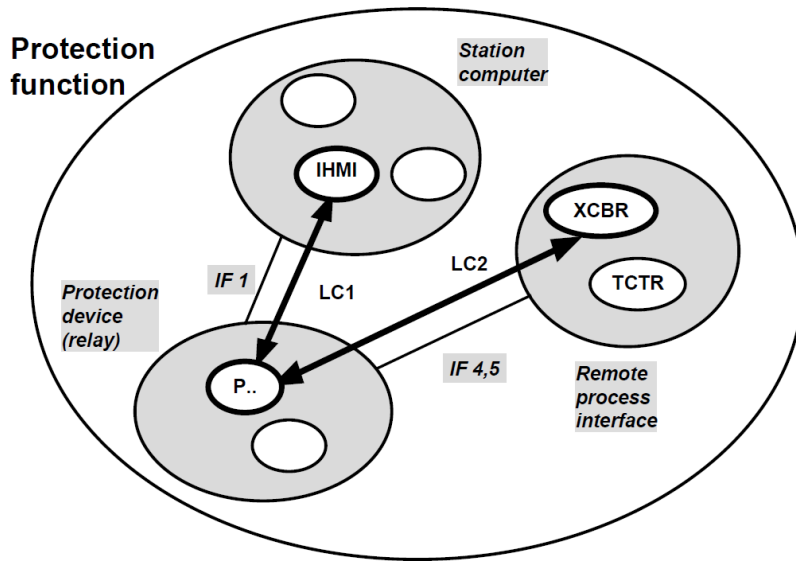 Protection
function
Station
computer
IHMI
XCBR
TCTR
IF 1
LC1
LC2
Protection
device
(relay)
P..
IF 4,5
Remote
process
interface